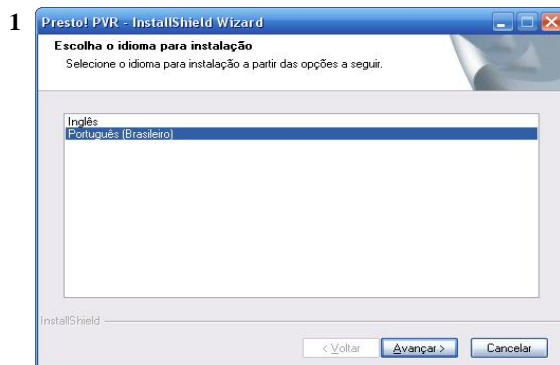 1
Presto! PVR - InstallShield Wizard
Escolha o idioma para instalação
Selecione o idioma para instalação a partir das opções a seguir.
Inglês
Português (Brasileiro)
InstallShield
< Voltar Avançar > Cancelar